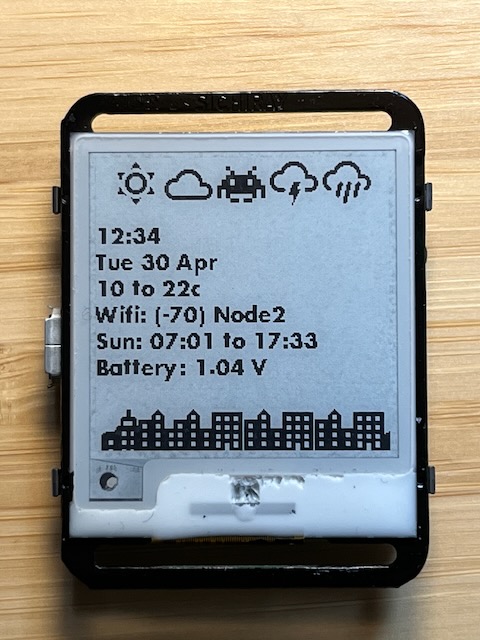 12:34
Tue 30 Apr
10 to 22c
Wifi: (-70) Node2
Sun: 07:01 to 17:33
Battery: 1.04 V